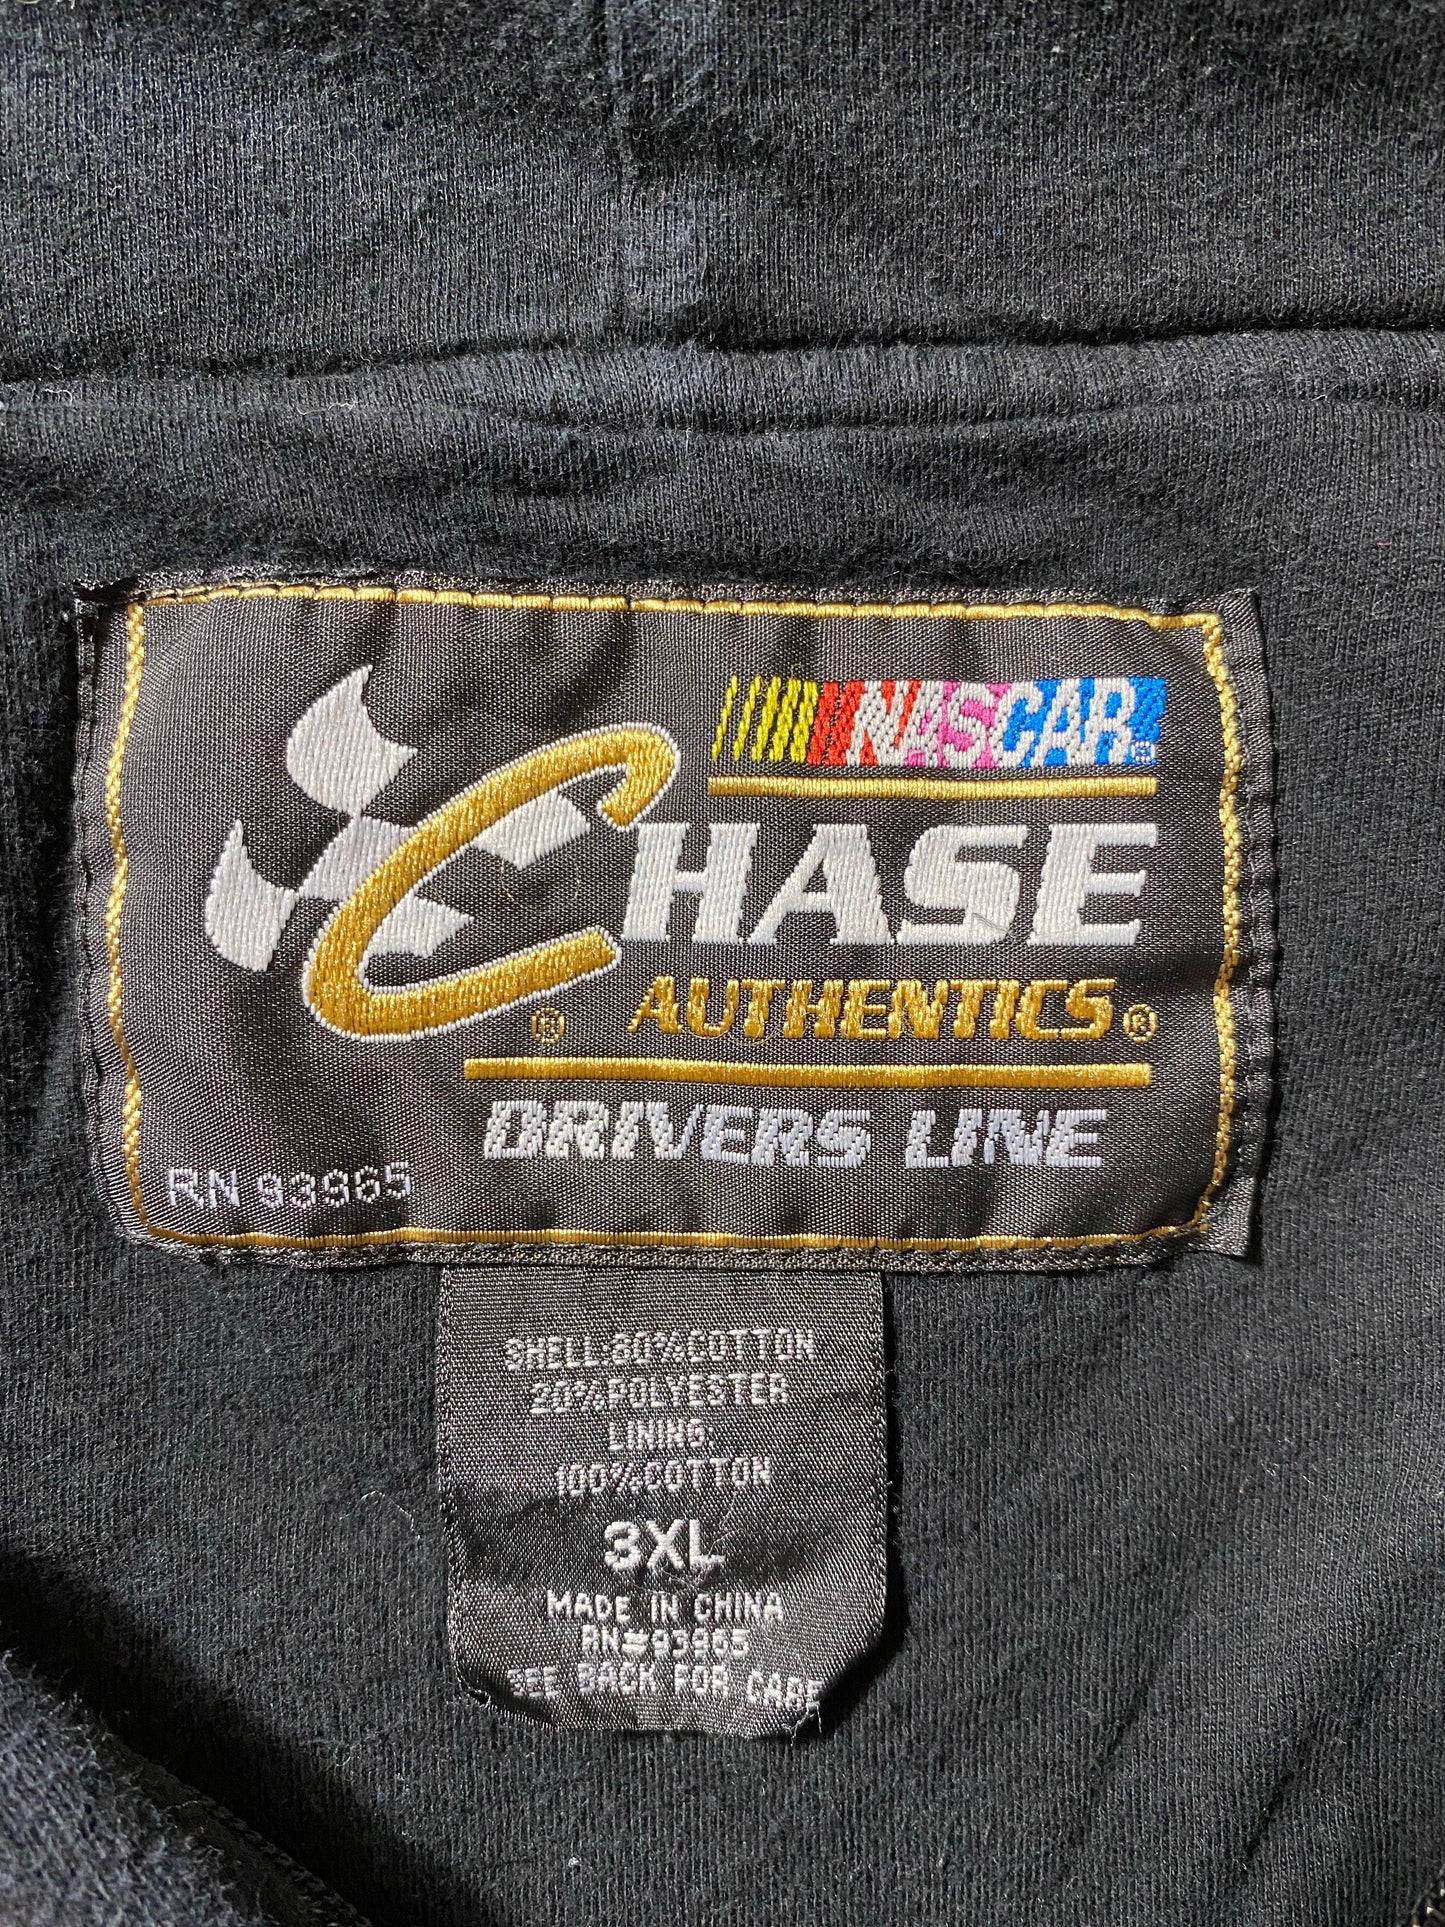 NASCAR®
CHASE
® AUTHENTICS®
DRIVERS LINE
RN 93965
SHELL:80%COTTON
20%POLYESTER
LINING:
100%COTTON
3XL
MADE IN CHINA
RN=93965
SEE BACK FOR CARE